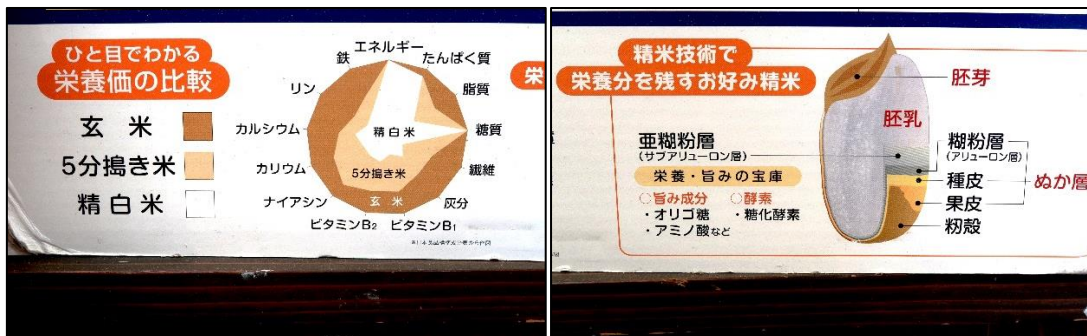 ひと目でわかる
栄養価の比較
玄米
5分搗き米
精白米
エネルギー
たんぱく質
脂質
糖質
繊維
灰分
ビタミンB₁
ビタミンB₂
ナイアシン
カリウム
カルシウム
リン
鉄
精白米
5分搗き米
玄米
栄
精米技術で
栄養分を残すお好み精米
胚芽
胚乳
亜糊粉層
(サブアリューロン層)
栄養・旨みの宝庫
◌旨み成分 ◌酵素
・オリゴ糖 ・糖化酵素
・アミノ酸など
糊粉層
(アリューロン層)
種皮
果皮
籾殻
ぬか層